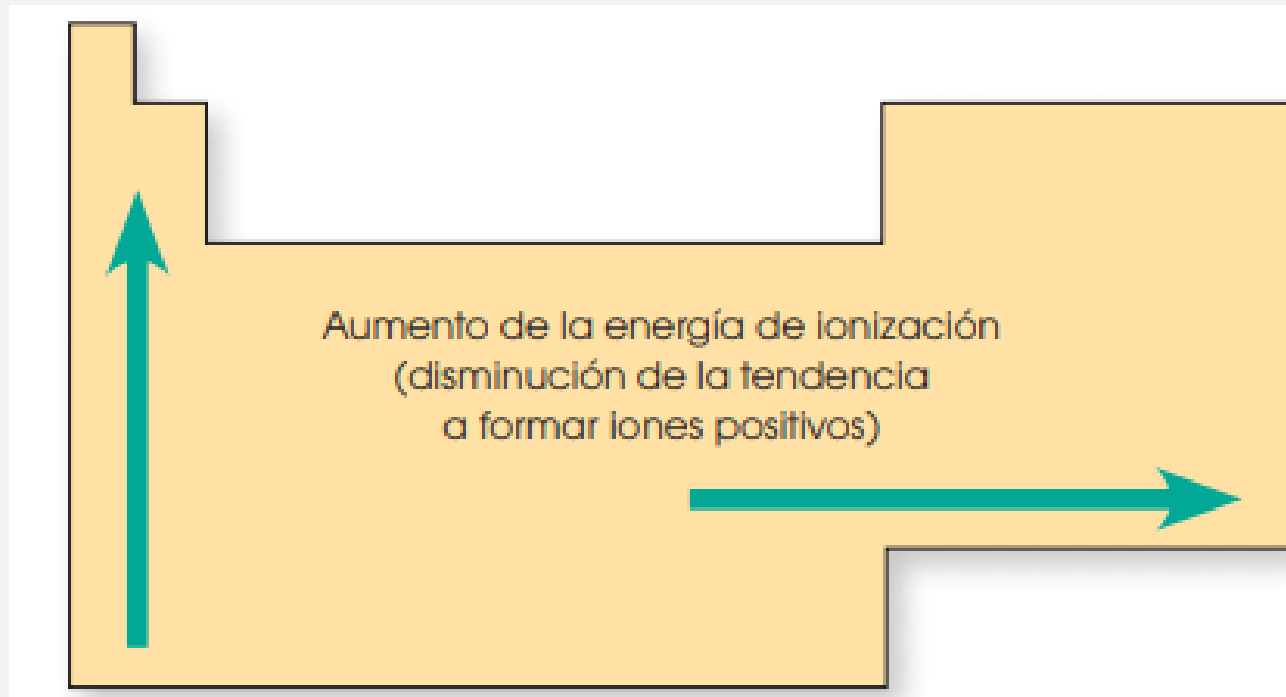 Aumento de la energía de ionización
(disminución de la tendencia
a formar iones positivos)